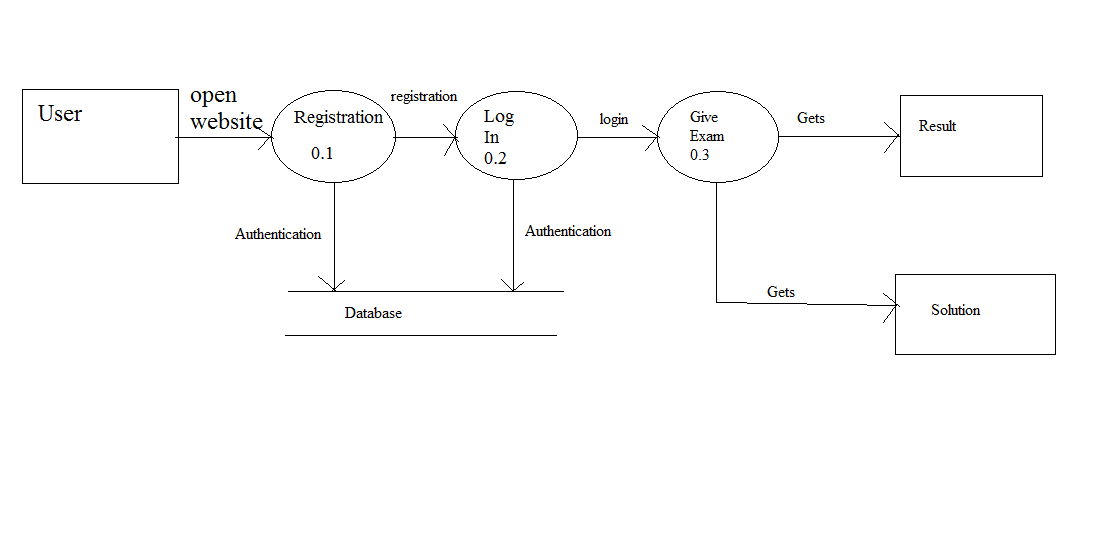 User
open
website
Registration
0.1
registration
Log
In
0.2
login
Give
Exam
0.3
Gets
Result
Authentication
Authentication
Database
Gets
Solution